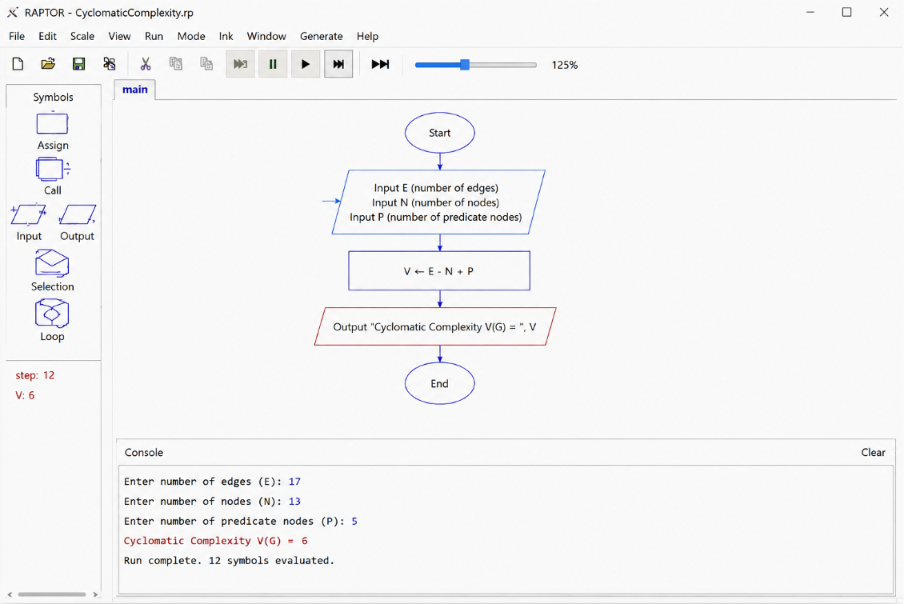 RAPTOR - CyclomaticComplexity.rp
File Edit Scale View Run Mode Ink Window Generate Help
125%
Symbols
Assign
Call
Input Output
Selection
Loop
step: 12
V: 6
main
Start
Input E (number of edges)
Input N (number of nodes)
Input P (number of predicate nodes)
V ← E - N + P
Output "Cyclomatic Complexity V(G) = ", V
End
Console Clear
Enter number of edges (E): 17
Enter number of nodes (N): 13
Enter number of predicate nodes (P): 5
Cyclomatic Complexity V(G) = 6
Run complete. 12 symbols evaluated.